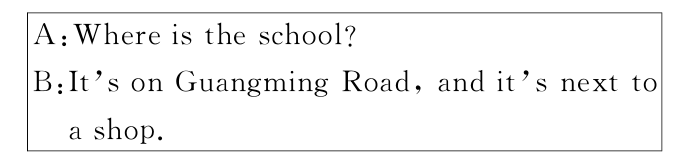 A:Where is the school?
B:It's on Guangming Road, and it's next to
a shop.